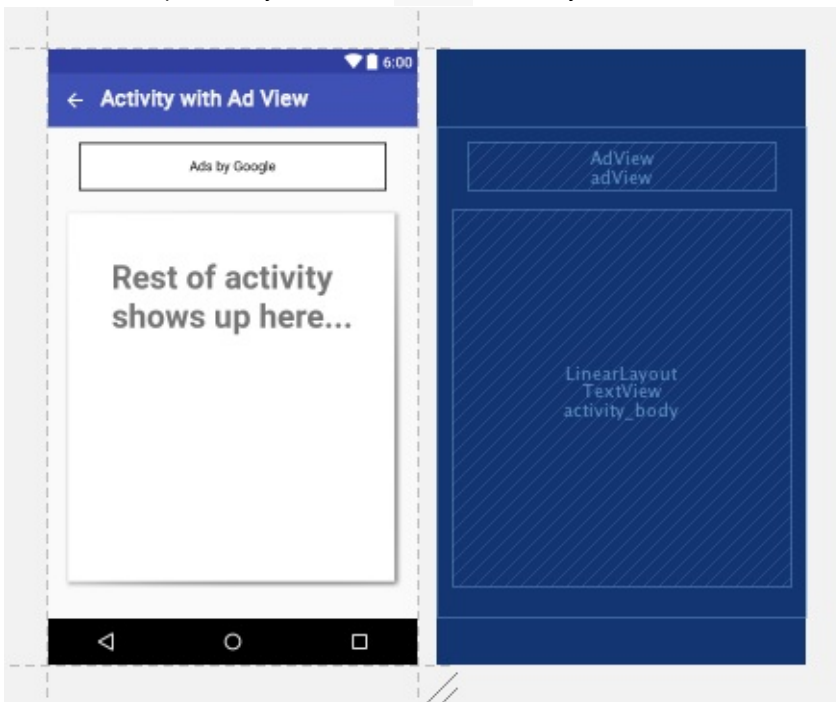 6:00
Activity with Ad View
Ads by Google
Rest of activity
shows up here...
AdView
adView
LinearLayout
TextView
activity_body